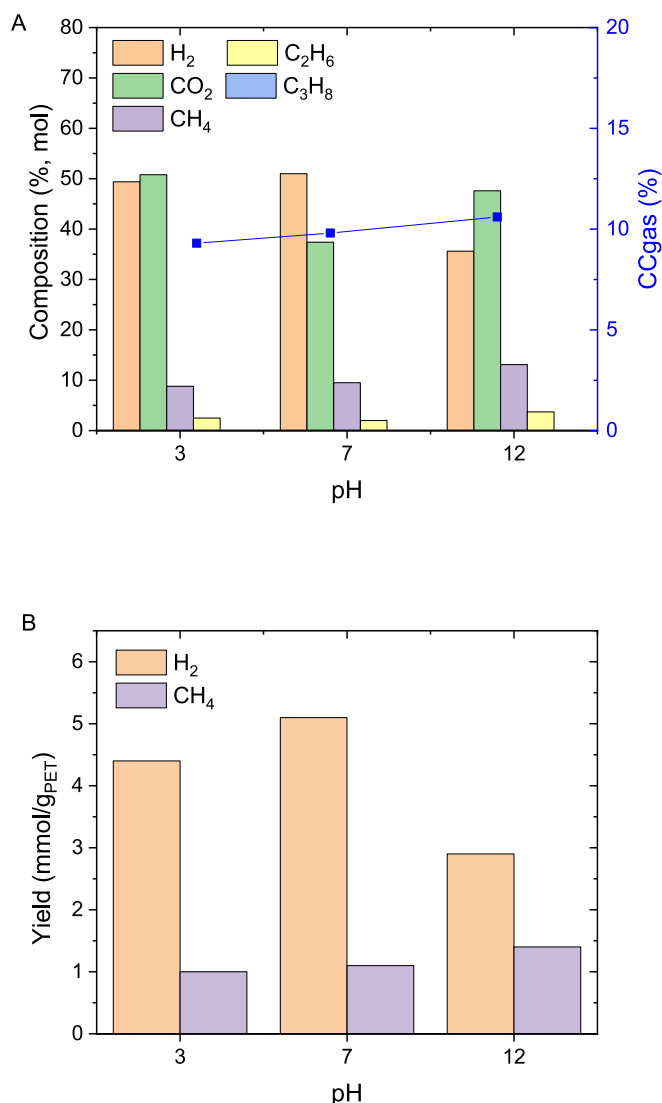 A
80
70
60
50
40
30
20
10
0
Composition (%, mol)
H₂
CO₂
CH₄
C₂H₆
C₃H₈
20
15
10
5
0
CCgas (%)
3 7 12
pH
B
6
5
4
3
2
1
0
Yield (mmol/g_PET)
H₂
CH₄
3 7 12
pH